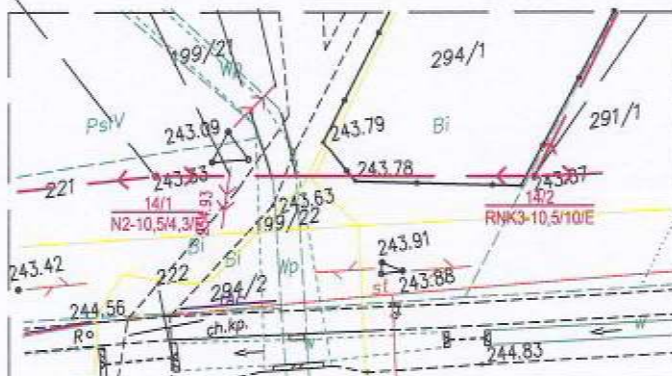 199/21
Wp
294/1
PsIV
243.09
243.79
Bi
291/1
221
243.63
243.78
243.87
14/1
N2-10,5/4,3/E
243.63
199/22
14/2
RNK3-10,5/10/E
Bi
Bi
243.42
222
Wp
243.91
243.88
st
294/2
244.56
R
ch.kp.
w
w
244.83